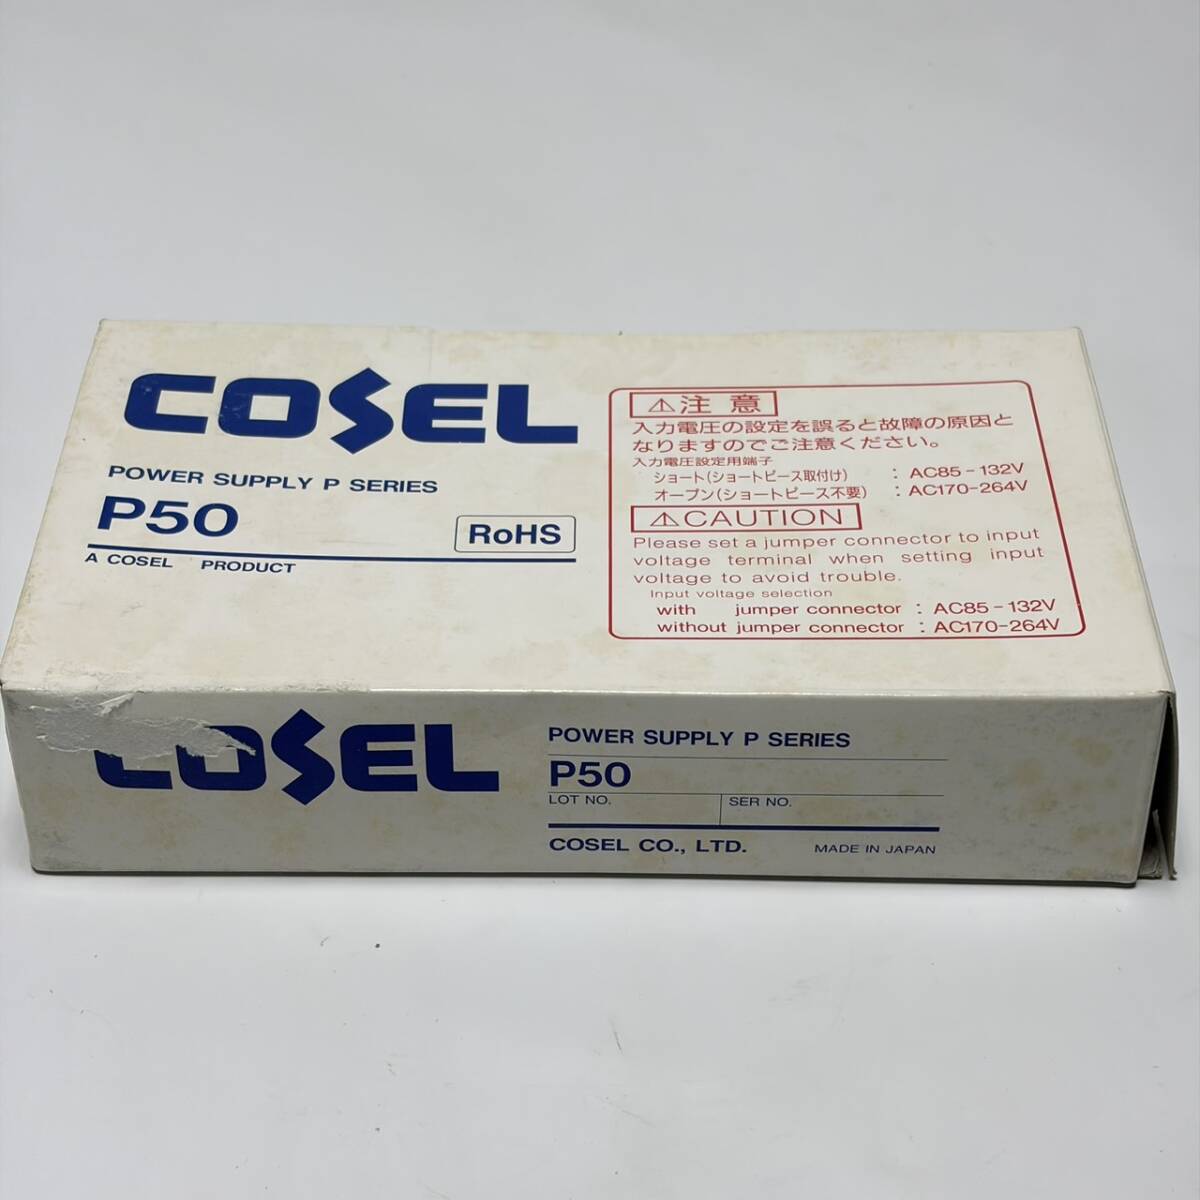 COSEL
POWER SUPPLY P SERIES
P50
RoHS
A COSEL PRODUCT
⚠注意
入力電圧の設定を誤ると故障の原因と
なりますのでご注意ください。
入力電圧設定用端子
ショート(ショートピース取付け) : AC85-132V
オープン(ショートピース不要) : AC170-264V
⚠CAUTION
Please set a jumper connector to input
voltage terminal when setting input
voltage to avoid trouble.
Input voltage selection
with jumper connector : AC85-132V
without jumper connector : AC170-264V
COSEL
POWER SUPPLY P SERIES
P50
LOT NO. SER NO.
COSEL CO., LTD. MADE IN JAPAN